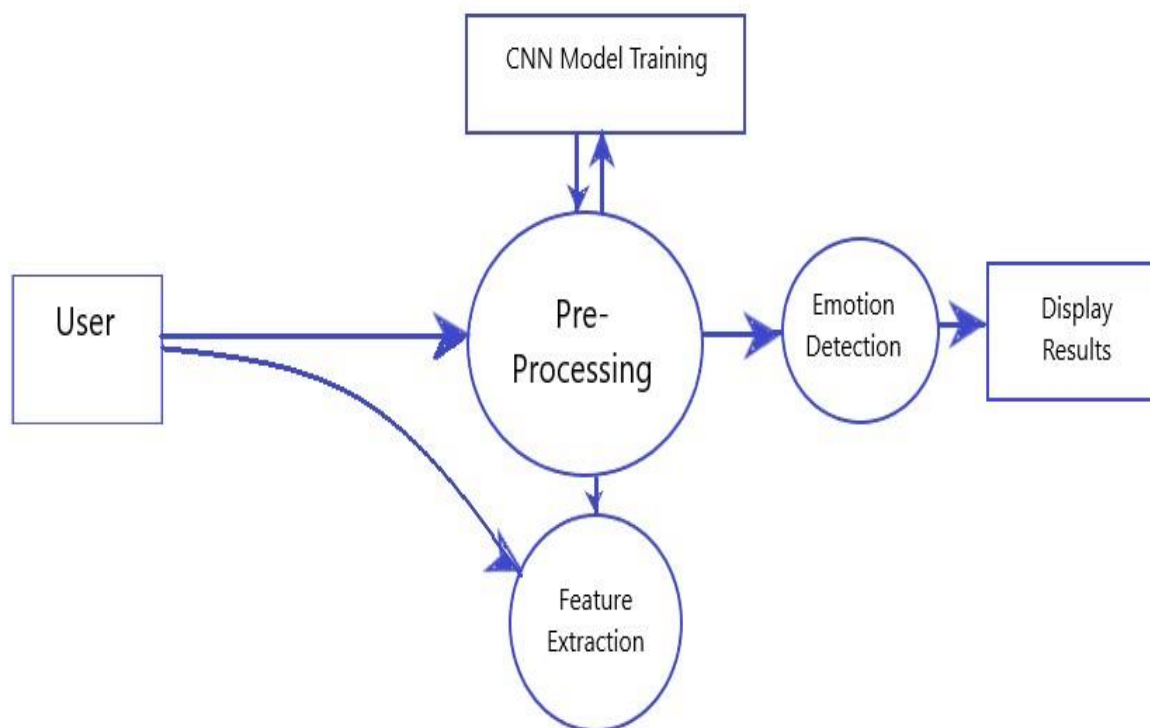 CNN Model Training
User
Pre-
Processing
Emotion
Detection
Display
Results
Feature
Extraction